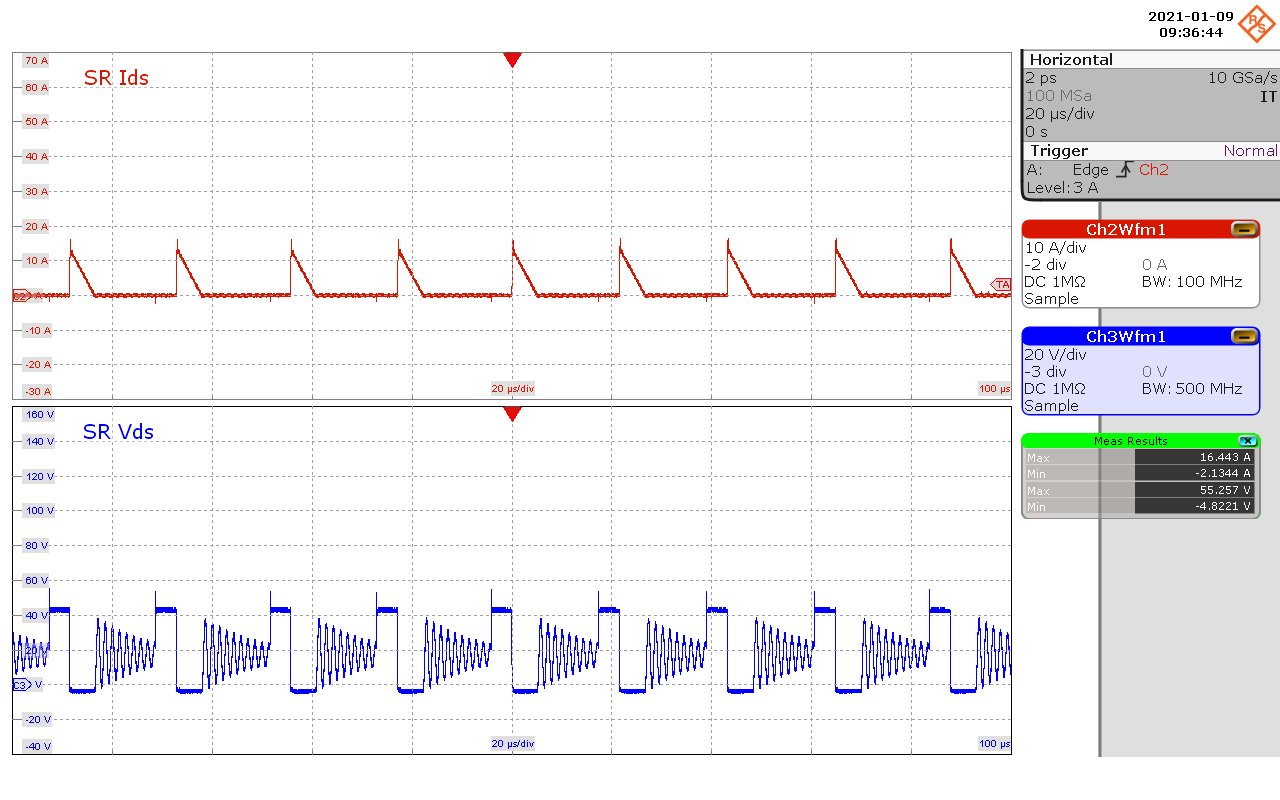 2021-01-09
09:36:44
R&S
70 A
SR Ids
60 A
50 A
40 A
30 A
20 A
10 A
C2 A
TA
-10 A
-20 A
-30 A
20 µs/div
100 µs
160 V
SR Vds
140 V
120 V
100 V
80 V
60 V
40 V
20 V
C3 V
-20 V
-40 V
20 µs/div
100 µs
Horizontal
2 ps 10 GSa/s
100 MSa IT
20 µs/div
0 s
Trigger Normal
A: Edge Ch2
Level: 3 A
Ch2Wfm1
10 A/div
-2 div 0 A
DC 1MΩ BW: 100 MHz
Sample
Ch3Wfm1
20 V/div
-3 div 0 V
DC 1MΩ BW: 500 MHz
Sample
Meas Results
Max 16.443 A
Min -2.1344 A
Max 55.257 V
Min -4.8221 V